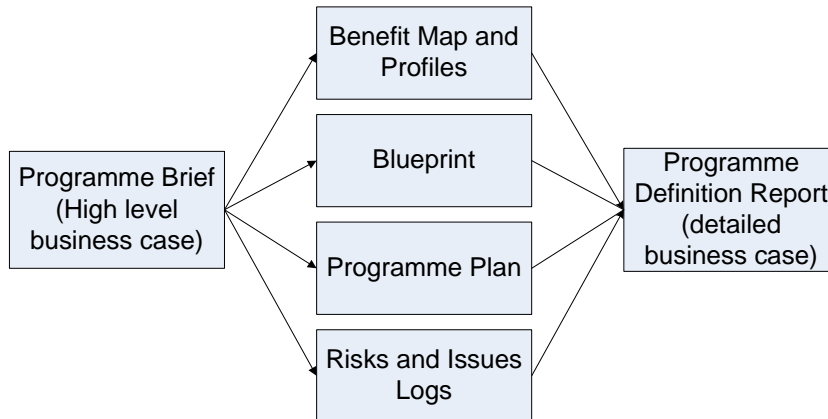 Programme Brief
(High level
business case)
Benefit Map and
Profiles
Blueprint
Programme Plan
Risks and Issues
Logs
Programme
Definition Report
(detailed
business case)